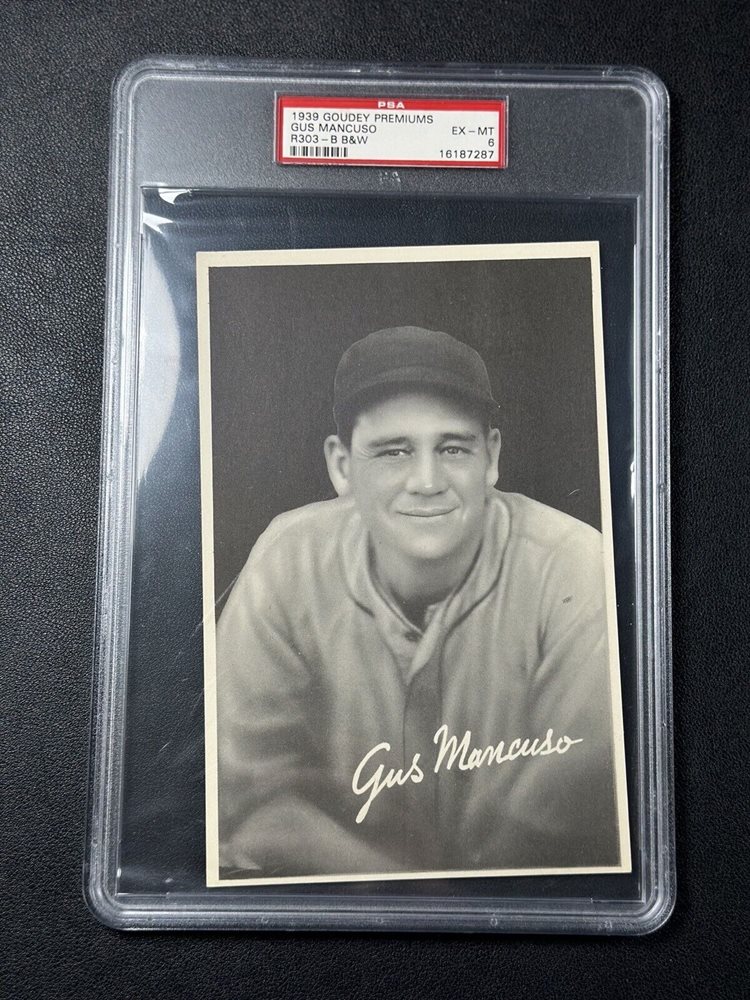 PSA
1939 GOUDEY PREMIUMS
GUS MANCUSO EX-MT
R303-B B&W 6
16187287
Gus Mancuso